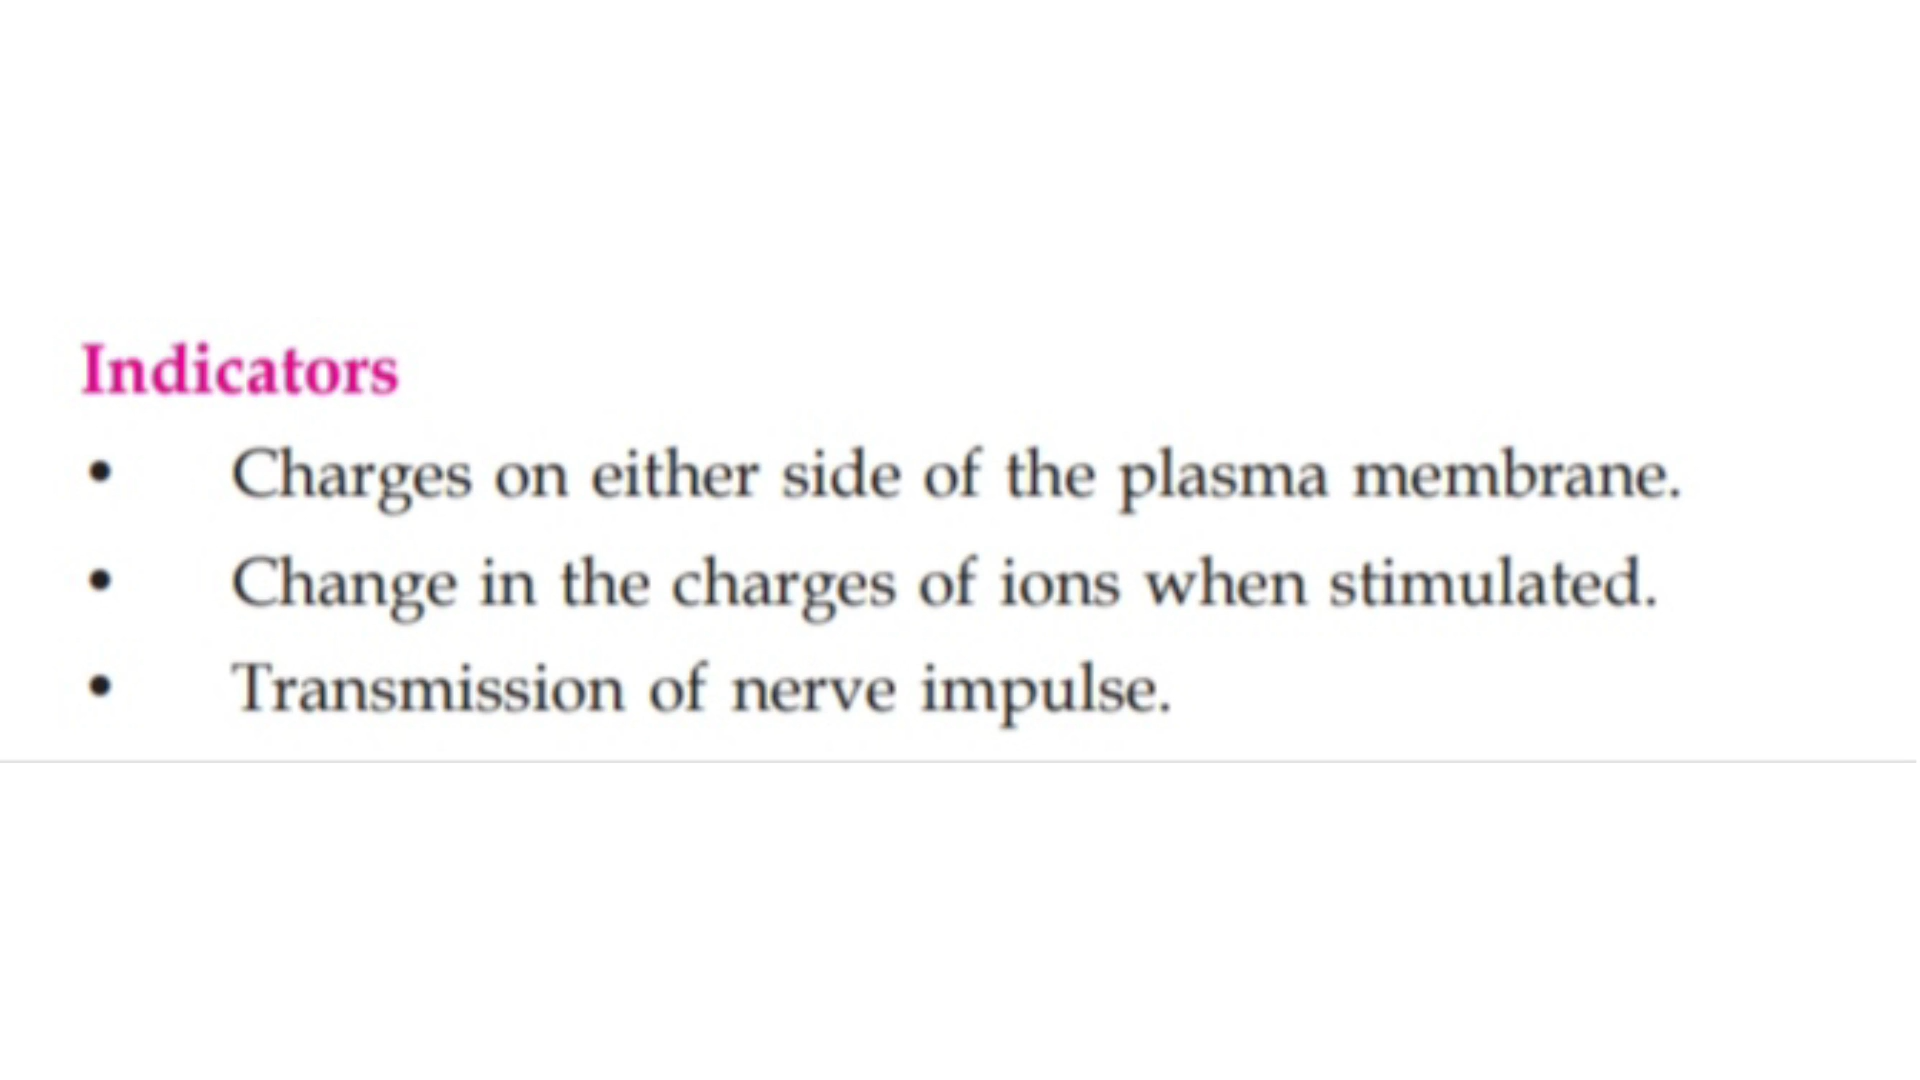 Indicators
• Charges on either side of the plasma membrane.
• Change in the charges of ions when stimulated.
• Transmission of nerve impulse.